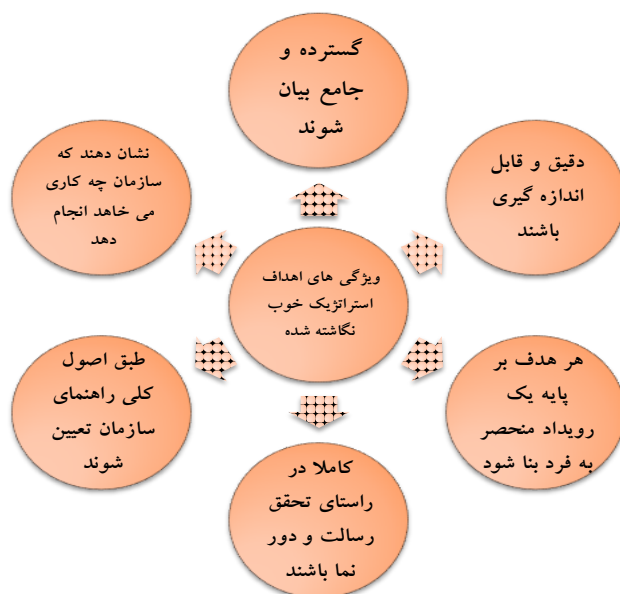 گسترده و
جامع بیان
شوند
دقیق و قابل
اندازه گیری
باشند
هر هدف بر
پایه یک
رویداد منحصر
به فرد بنا شود
کاملا در
راستای تحقق
رسالت و دور
نما باشند
طبق اصول
کلی راهنمای
سازمان تعیین
شوند
نشان دهند که
سازمان چه کاری
می خاهد انجام
دهد
ویژگی های اهداف
استراتژیک خوب
نگاشته شده